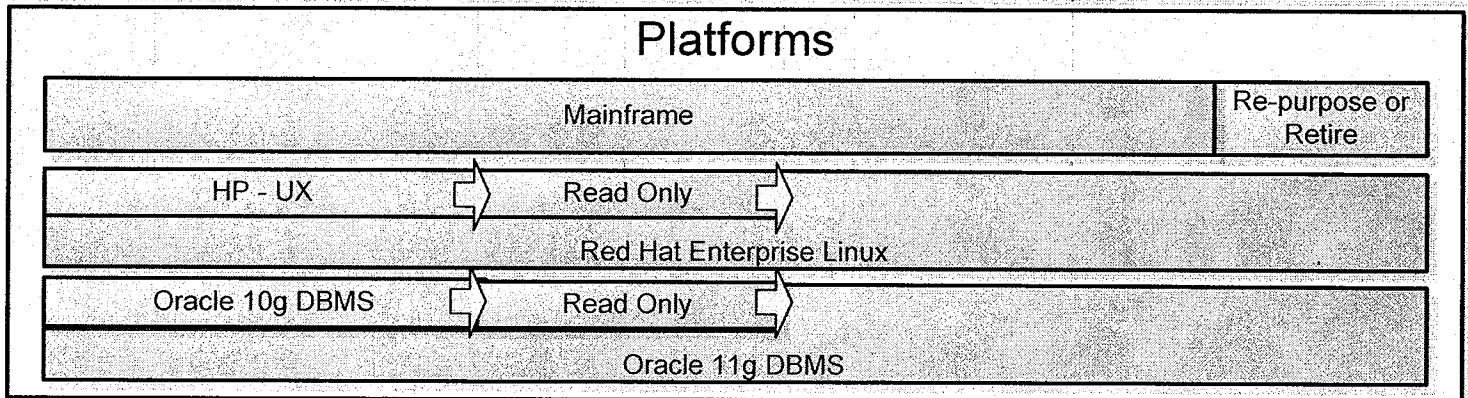 Platforms
Mainframe
Re-purpose or
Retire
HP - UX
Read Only
Red Hat Enterprise Linux
Oracle 10g DBMS
Read Only
Oracle 11g DBMS